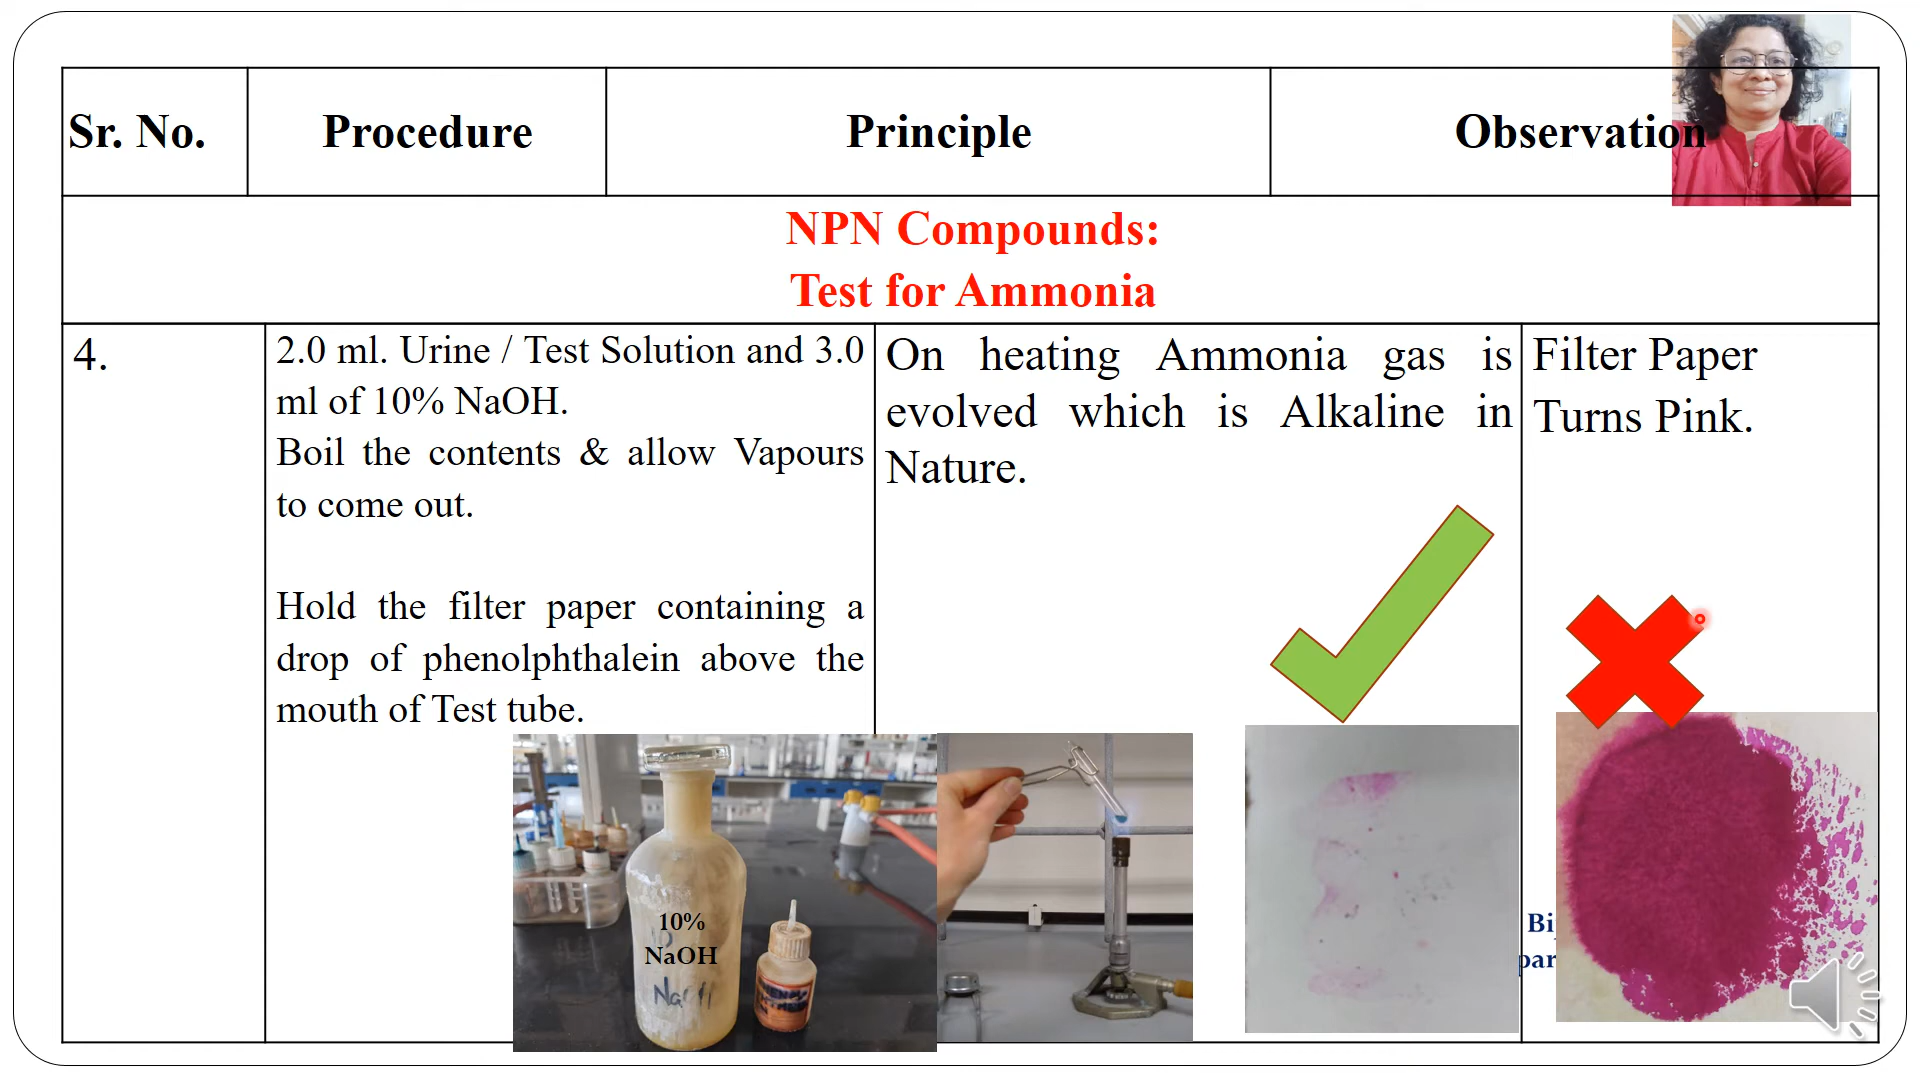 Sr. No.
Procedure
Principle
Observation
NPN Compounds:
Test for Ammonia
4.
2.0 ml. Urine / Test Solution and 3.0
ml of 10% NaOH.
Boil the contents & allow Vapours
to come out.
Hold the filter paper containing a
drop of phenolphthalein above the
mouth of Test tube.
On heating Ammonia gas is
evolved which is Alkaline in
Nature.
Filter Paper
Turns Pink.
10%
NaOH
NaOH